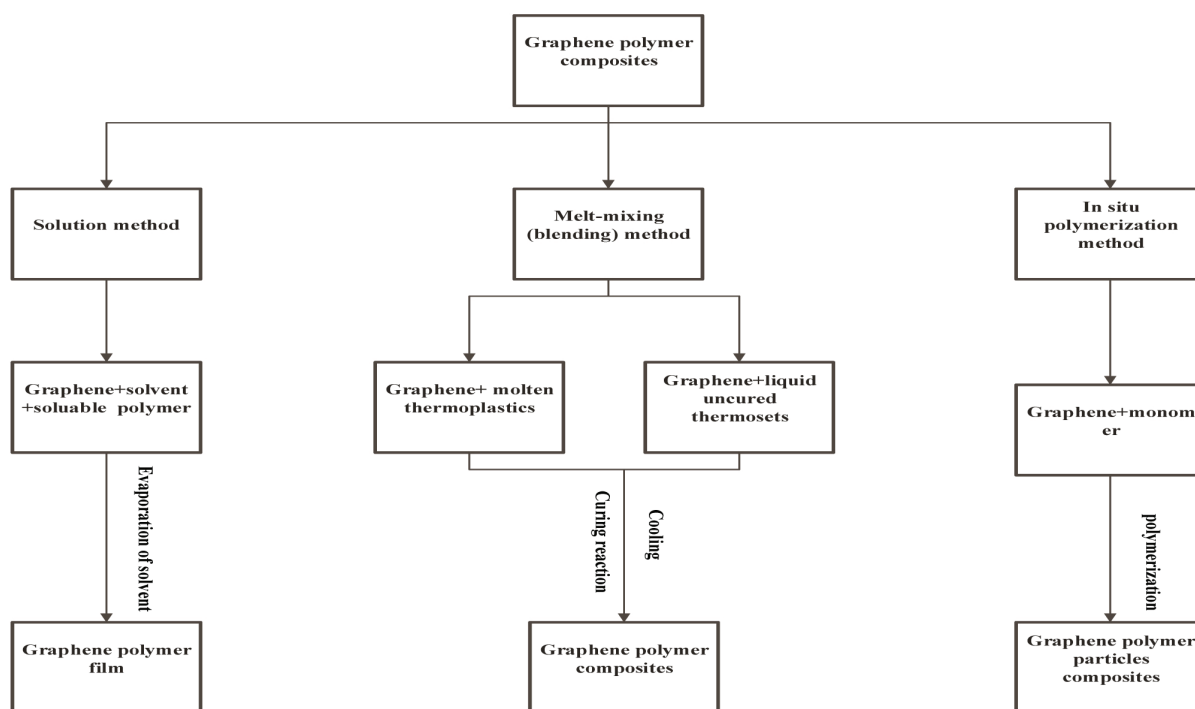 Graphene polymer
composites
Solution method
Melt-mixing
(blending) method
In situ
polymerization
method
Graphene+solvent
+soluable polymer
Graphene+ molten
thermoplastics
Graphene+liquid
uncured
thermosets
Graphene+monom
er
Evaporation of solvent
Curing reaction
Cooling
polymerization
Graphene polymer
film
Graphene polymer
composites
Graphene polymer
particles
composites